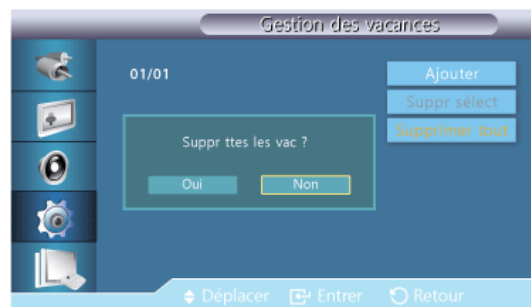 Gestion des vacances
01/01
Ajouter
Suppr sélect
Supprimer tout
Suppr ttes les vac ?
Oui Non
Déplacer Entrer Retour